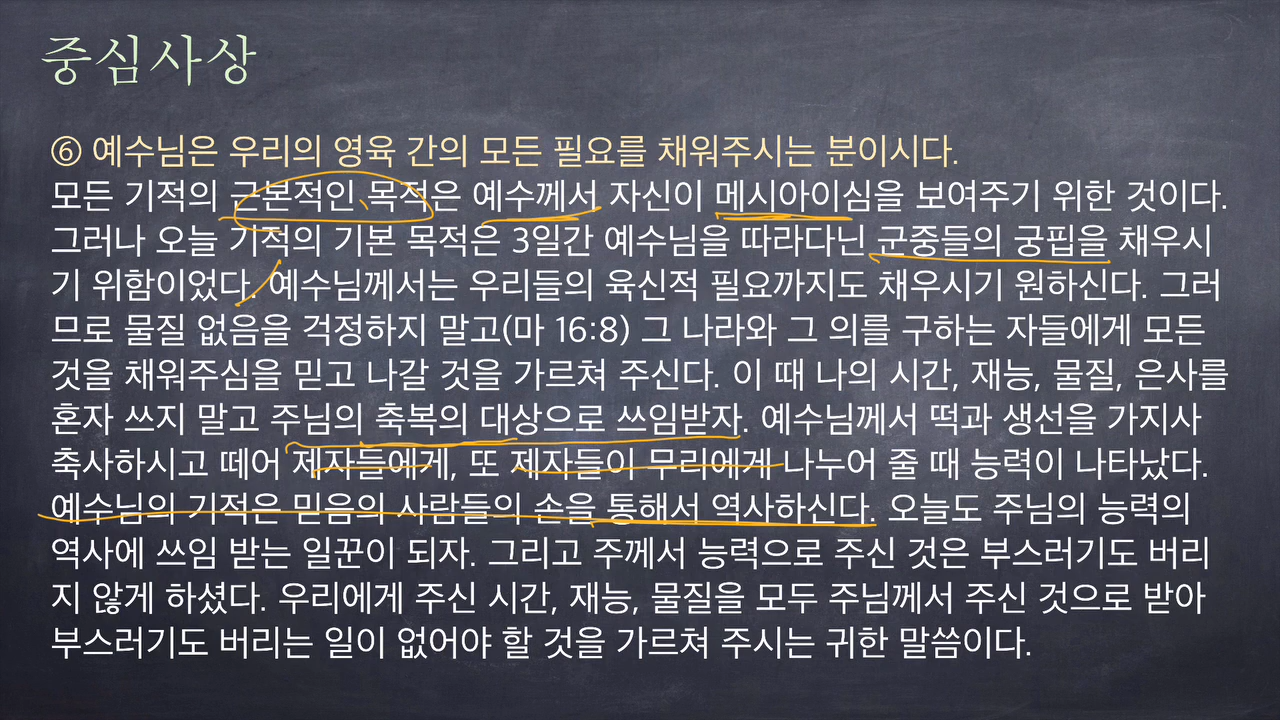 중심사상
⑥ 예수님은 우리의 영육 간의 모든 필요를 채워주시는 분이시다.
모든 기적의 근본적인 목적은 예수께서 자신이 메시아이심을 보여주기 위한 것이다.
그러나 오늘 기적의 기본 목적은 3일간 예수님을 따라다닌 군중들의 궁핍을 채우시
기 위함이었다. 예수님께서는 우리들의 육신적 필요까지도 채우시기 원하신다. 그러
므로 물질 없음을 걱정하지 말고(마 16:8) 그 나라와 그 의를 구하는 자들에게 모든
것을 채워주심을 믿고 나갈 것을 가르쳐 주신다. 이 때 나의 시간, 재능, 물질, 은사를
혼자 쓰지 말고 주님의 축복의 대상으로 쓰임받자. 예수님께서 떡과 생선을 가지사
축사하시고 떼어 제자들에게, 또 제자들이 무리에게 나누어 줄 때 능력이 나타났다.
예수님의 기적은 믿음의 사람들의 손을 통해서 역사하신다. 오늘도 주님의 능력의
역사에 쓰임 받는 일꾼이 되자. 그리고 주께서 능력으로 주신 것은 부스러기도 버리
지 않게 하셨다. 우리에게 주신 시간, 재능, 물질을 모두 주님께서 주신 것으로 받아
부스러기도 버리는 일이 없어야 할 것을 가르쳐 주시는 귀한 말씀이다.